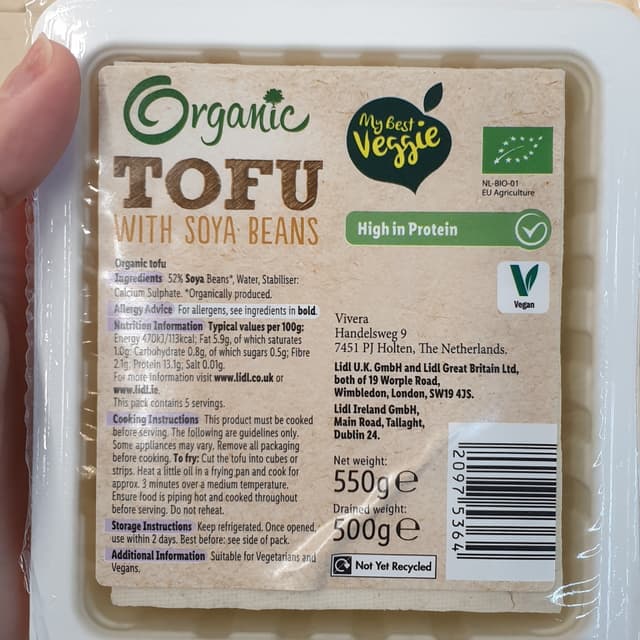 Organic
TOFU
WITH SOYA BEANS
My Best
Veggie
NL-BIO-01
EU Agriculture
High in Protein
Vegan
Organic tofu
Ingredients 52% Soya Beans*, Water, Stabiliser:
Calcium Sulphate. *Organically produced.
Allergy Advice For allergens, see ingredients in bold.
Nutrition Information Typical values per 100g:
Energy 470kJ/113kcal; Fat 5.9g, of which saturates
1.0g; Carbohydrate 0.8g, of which sugars 0.5g; Fibre
2.1g; Protein 13.1g; Salt 0.01g.
For more information visit www.lidl.co.uk or
www.lidl.ie.
This pack contains 5 servings.
Cooking Instructions This product must be cooked
before serving. The following are guidelines only.
Some appliances may vary. Remove all packaging
before cooking. To fry: Cut the tofu into cubes or
strips. Heat a little oil in a frying pan and cook for
approx. 3 minutes over a medium temperature.
Ensure food is piping hot and cooked throughout
before serving. Do not reheat.
Storage Instructions Keep refrigerated. Once opened,
use within 2 days. Best before: see side of pack.
Additional Information Suitable for Vegetarians and
Vegans.
Vivera
Handelsweg 9
7451 PJ Holten, The Netherlands.
Lidl U.K. GmbH and Lidl Great Britain Ltd,
both of 19 Worple Road,
Wimbledon, London, SW19 4JS.
Lidl Ireland GmbH,
Main Road, Tallaght,
Dublin 24.
Net weight:
550g e
Drained weight:
500g e
Not Yet Recycled
2097 5364